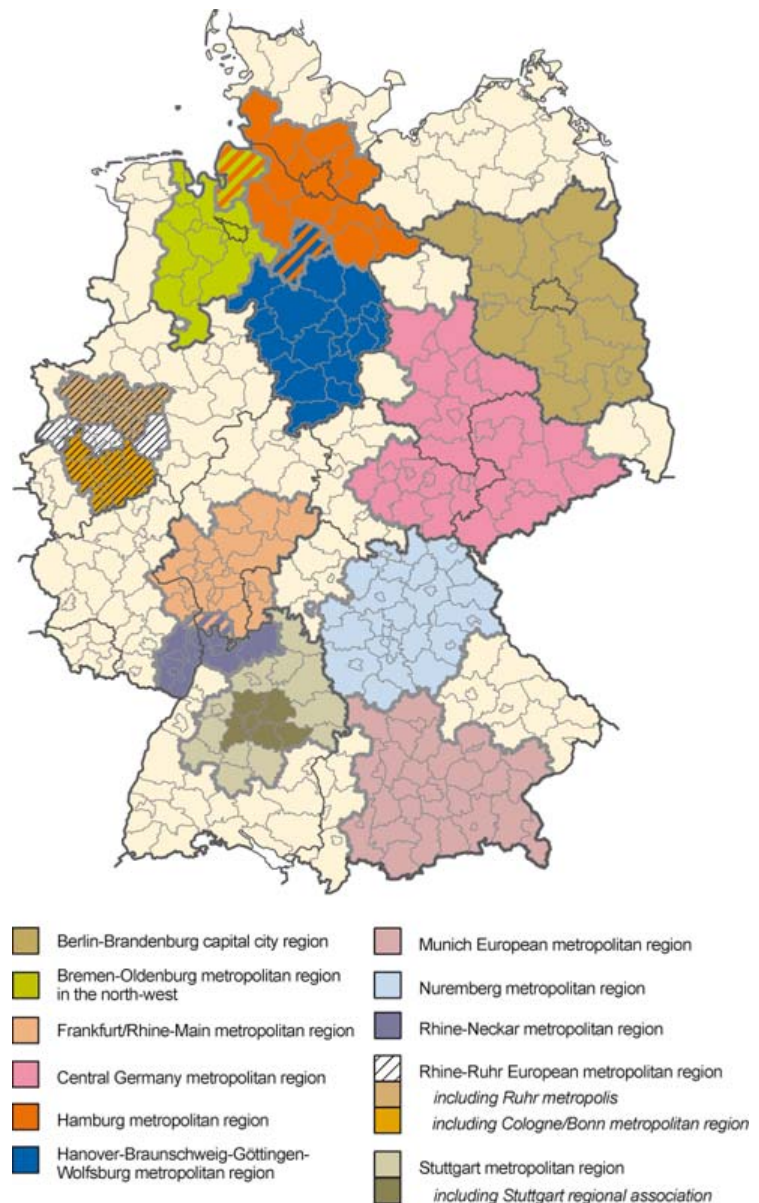 Berlin-Brandenburg capital city region
Bremen-Oldenburg metropolitan region
in the north-west
Frankfurt/Rhine-Main metropolitan region
Central Germany metropolitan region
Hamburg metropolitan region
Hanover-Braunschweig-Göttingen-
Wolfsburg metropolitan region
Munich European metropolitan region
Nuremberg metropolitan region
Rhine-Neckar metropolitan region
Rhine-Ruhr European metropolitan region
including Ruhr metropolis
including Cologne/Bonn metropolitan region
Stuttgart metropolitan region
including Stuttgart regional association